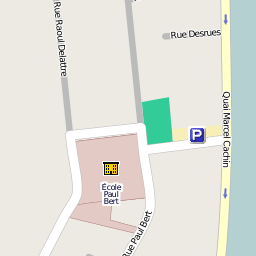 Rue Raoul Delattre
Rue Desrues
Quai Marcel Cachin
P
École
Paul
Bert
Rue Paul Bert